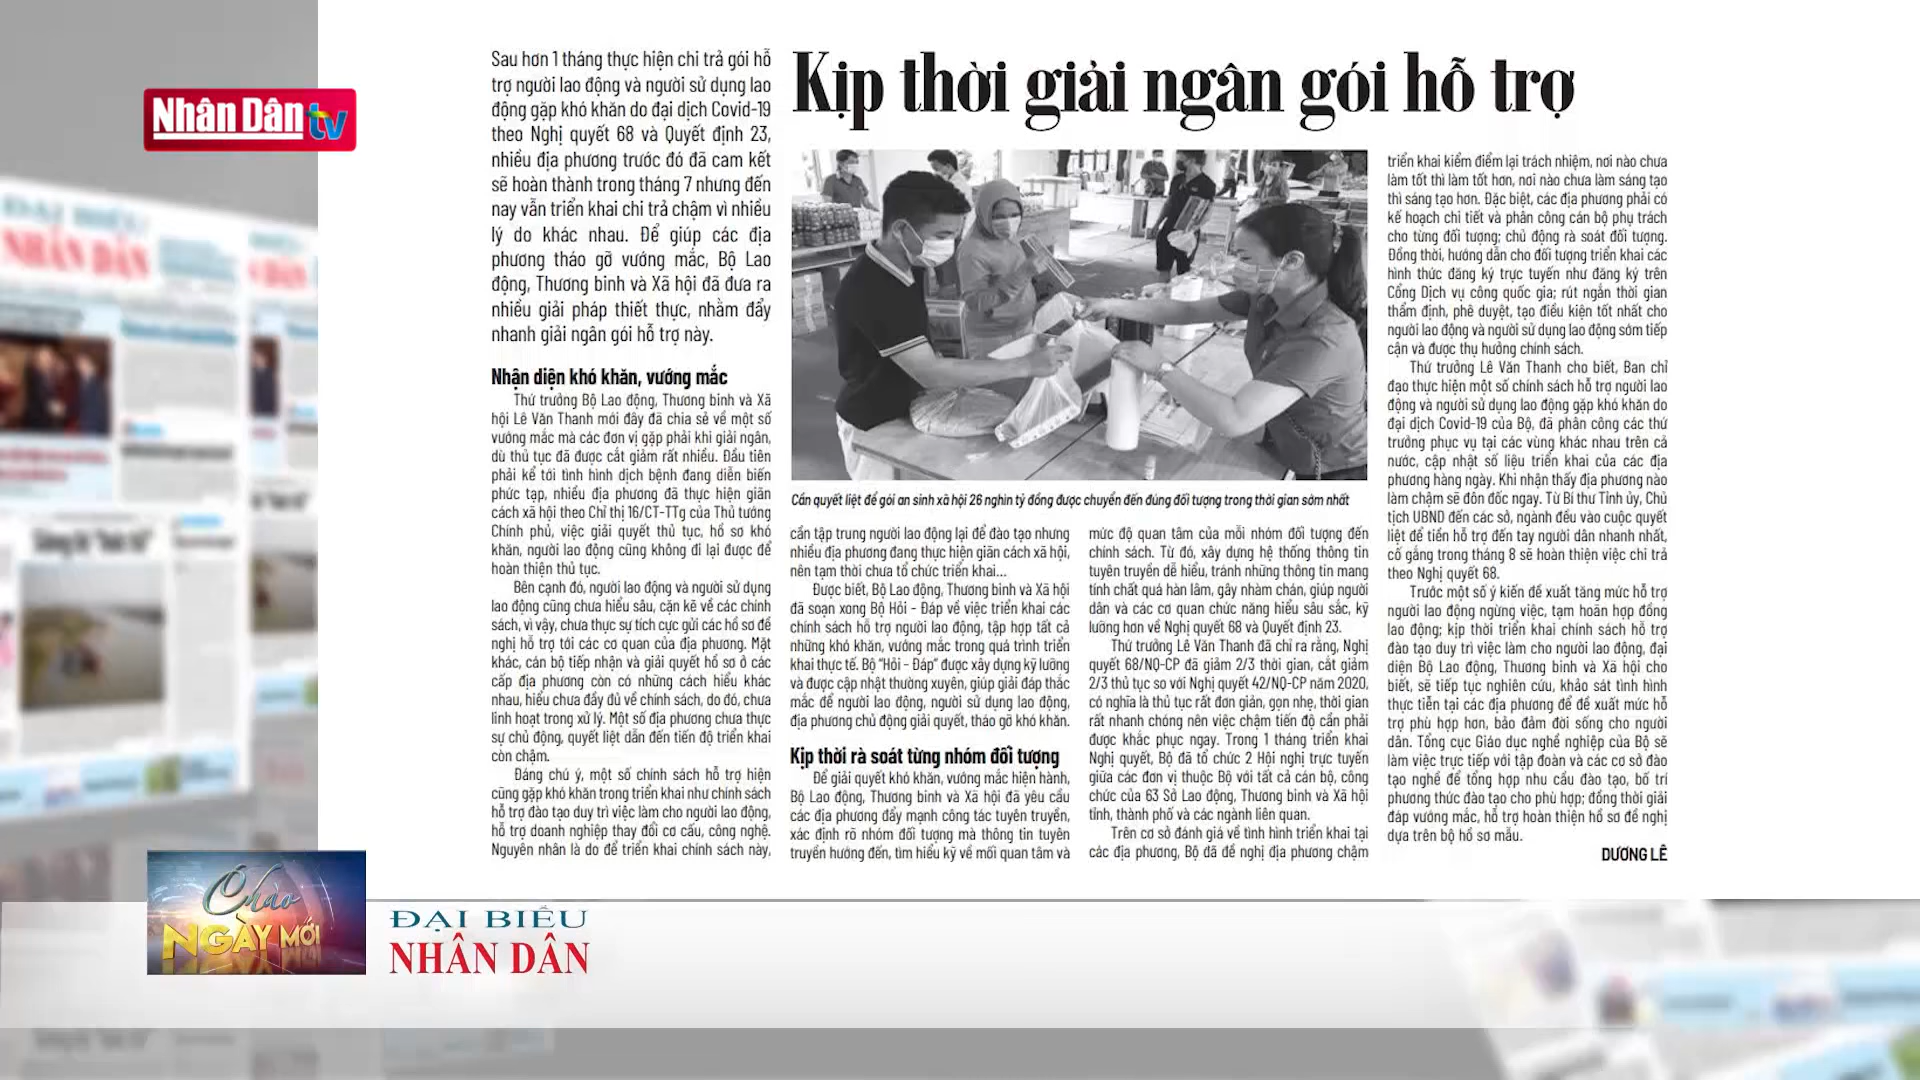 Nhân Dân tv
Sau hơn 1 tháng thực hiện chi trả gói hỗ
trợ người lao động và người sử dụng lao
động gặp khó khăn do đại dịch Covid-19
theo Nghị quyết 68 và Quyết định 23,
nhiều địa phương trước đó đã cam kết
sẽ hoàn thành trong tháng 7 nhưng đến
nay vẫn triển khai chi trả chậm vì nhiều
lý do khác nhau. Để giúp các địa
phương tháo gỡ vướng mắc, Bộ Lao
động, Thương binh và Xã hội đã đưa ra
nhiều giải pháp thiết thực, nhằm đẩy
nhanh giải ngân gói hỗ trợ này.
Kịp thời giải ngân gói hỗ trợ
Nhận diện khó khăn, vướng mắc
Thứ trưởng Bộ Lao động, Thương binh và Xã
hội Lê Văn Thanh mới đây đã chia sẻ về một số
vướng mắc mà các đơn vị gặp phải khi giải ngân,
dù thủ tục đã được cắt giảm rất nhiều. Đầu tiên
phải kể tới tình hình dịch bệnh đang diễn biến
phức tạp, nhiều địa phương đã thực hiện giãn
cách xã hội theo Chỉ thị 16/CT-TTg của Thủ tướng
Chính phủ, việc giải quyết thủ tục, hồ sơ khó
khăn, người lao động cũng không đi lại được để
hoàn thiện thủ tục.
Bên cạnh đó, người lao động và người sử dụng
lao động cũng chưa hiểu sâu, cặn kẽ về các chính
sách, vì vậy, chưa thực sự tích cực gửi các hồ sơ đề
nghị hỗ trợ tới các cơ quan của địa phương. Mặt
khác, cán bộ tiếp nhận và giải quyết hồ sơ ở các
cấp địa phương còn có những cách hiểu khác
nhau, hiểu chưa đầy đủ về chính sách, do đó, chưa
linh hoạt trong xử lý. Một số địa phương chưa thực
sự chủ động, quyết liệt dẫn đến tiến độ triển khai
còn chậm.
Đáng chú ý, một số chính sách hỗ trợ hiện
cũng gặp khó khăn trong triển khai như chính sách
hỗ trợ đào tạo duy trì việc làm cho người lao động,
hỗ trợ doanh nghiệp thay đổi cơ cấu, công nghệ.
Nguyên nhân là do để triển khai chính sách này,
Cần quyết liệt để gói an sinh xã hội 26 nghìn tỷ đồng được chuyển đến đúng đối tượng trong thời gian sớm nhất
cần tập trung người lao động lại để đào tạo nhưng
nhiều địa phương đang thực hiện giãn cách xã hội,
nên tạm thời chưa tổ chức triển khai...
Được biết, Bộ Lao động, Thương binh và Xã hội
đã soạn xong Bộ Hỏi - Đáp về việc triển khai các
chính sách hỗ trợ người lao động, tập hợp tất cả
những khó khăn, vướng mắc trong quá trình triển
khai thực tế. Bộ "Hỏi - Đáp" được xây dựng kỹ lưỡng
và được cập nhật thường xuyên, giúp giải đáp thắc
mắc để người lao động, người sử dụng lao động,
địa phương chủ động giải quyết, tháo gỡ khó khăn.
Kịp thời rà soát từng nhóm đối tượng
Để giải quyết khó khăn, vướng mắc hiện hành,
Bộ Lao động, Thương binh và Xã hội đã yêu cầu
các địa phương đẩy mạnh công tác tuyên truyền,
xác định rõ nhóm đối tượng mà thông tin tuyên
truyền hướng đến, tìm hiểu kỹ về mối quan tâm và
mức độ quan tâm của mỗi nhóm đối tượng đến
chính sách. Từ đó, xây dựng hệ thống thông tin
tuyên truyền dễ hiểu, tránh những thông tin mang
tính chất quá hàn lâm, gây nhàm chán, giúp người
dân và các cơ quan chức năng hiểu sâu sắc, kỹ
lưỡng hơn về Nghị quyết 68 và Quyết định 23.
Thứ trưởng Lê Văn Thanh đã chỉ ra rằng, Nghị
quyết 68/NQ-CP đã giảm 2/3 thời gian, cắt giảm
2/3 thủ tục so với Nghị quyết 42/NQ-CP năm 2020,
có nghĩa là thủ tục rất đơn giản, gọn nhẹ, thời gian
rất nhanh chóng nên việc chậm tiến độ cần phải
được khắc phục ngay. Trong 1 tháng triển khai
Nghị quyết, Bộ đã tổ chức 2 Hội nghị trực tuyến
giữa các đơn vị thuộc Bộ với tất cả cán bộ, công
chức của 63 Sở Lao động, Thương binh và Xã hội
tỉnh, thành phố và các ngành liên quan.
Trên cơ sở đánh giá về tình hình triển khai tại
các địa phương, Bộ đã đề nghị địa phương chậm
triển khai kiểm điểm lại trách nhiệm, nơi nào chưa
làm tốt thì làm tốt hơn, nơi nào chưa làm sáng tạo
thì sáng tạo hơn. Đặc biệt, các địa phương phải có
kế hoạch chi tiết và phân công cán bộ phụ trách
cho từng đối tượng; chủ động rà soát đối tượng.
Đồng thời, hướng dẫn cho đối tượng triển khai các
hình thức đăng ký trực tuyến như đăng ký trên
Cổng Dịch vụ công quốc gia; rút ngắn thời gian
thẩm định, phê duyệt, tạo điều kiện tốt nhất cho
người lao động và người sử dụng lao động sớm tiếp
cận và được thụ hưởng chính sách.
Thứ trưởng Lê Văn Thanh cho biết, Ban chỉ
đạo thực hiện một số chính sách hỗ trợ người lao
động và người sử dụng lao động gặp khó khăn do
đại dịch Covid-19 của Bộ, đã phân công các thứ
trưởng phục vụ tại các vùng khác nhau trên cả
nước, cập nhật số liệu triển khai của các địa
phương hàng ngày. Khi nhận thấy địa phương nào
làm chậm sẽ đôn đốc ngay. Từ Bí thư Tỉnh ủy, Chủ
tịch UBND đến các sở, ngành đều vào cuộc quyết
liệt để tiền hỗ trợ đến tay người dân nhanh nhất,
cố gắng trong tháng 8 sẽ hoàn thiện việc chi trả
theo Nghị quyết 68.
Trước một số ý kiến đề xuất tăng mức hỗ trợ
người lao động ngừng việc, tạm hoãn hợp đồng
lao động; kịp thời triển khai chính sách hỗ trợ
đào tạo duy trì việc làm cho người lao động, đại
diện Bộ Lao động, Thương binh và Xã hội cho
biết, sẽ tiếp tục nghiên cứu, khảo sát tình hình
thực tiễn tại các địa phương để đề xuất mức hỗ
trợ phù hợp hơn, bảo đảm đời sống cho người
dân. Tổng cục Giáo dục nghề nghiệp của Bộ sẽ
làm việc trực tiếp với tập đoàn và các cơ sở đào
tạo nghề để tổng hợp nhu cầu đào tạo, bố trí
phương thức đào tạo cho phù hợp; đồng thời giải
đáp vướng mắc, hỗ trợ hoàn thiện hồ sơ đề nghị
dựa trên bộ hồ sơ mẫu.
DƯƠNG LÊ
Chào
NGÀY MỚI
ĐẠI BIỂU
NHÂN DÂN
ĐẠI BIỂU
NHÂN DÂN